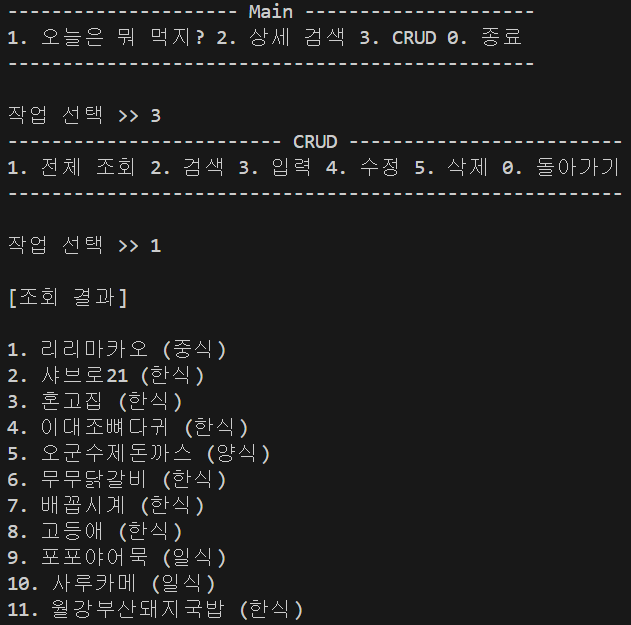 --------------------- Main ---------------------
1. 오늘은 뭐 먹지? 2. 상세 검색 3. CRUD 0. 종료
------------------------------------------------
작업 선택 >> 3
------------------------- CRUD -------------------------
1. 전체 조회 2. 검색 3. 입력 4. 수정 5. 삭제 0. 돌아가기
--------------------------------------------------------
작업 선택 >> 1
[조회 결과]
1. 리리마카오 (중식)
2. 샤브로21 (한식)
3. 혼고집 (한식)
4. 이대조뼈다귀 (한식)
5. 오군수제돈까스 (양식)
6. 무무닭갈비 (한식)
7. 배꼽시계 (한식)
8. 고등애 (한식)
9. 포포야어묵 (일식)
10. 사루카메 (일식)
11. 월강부산돼지국밥 (한식)